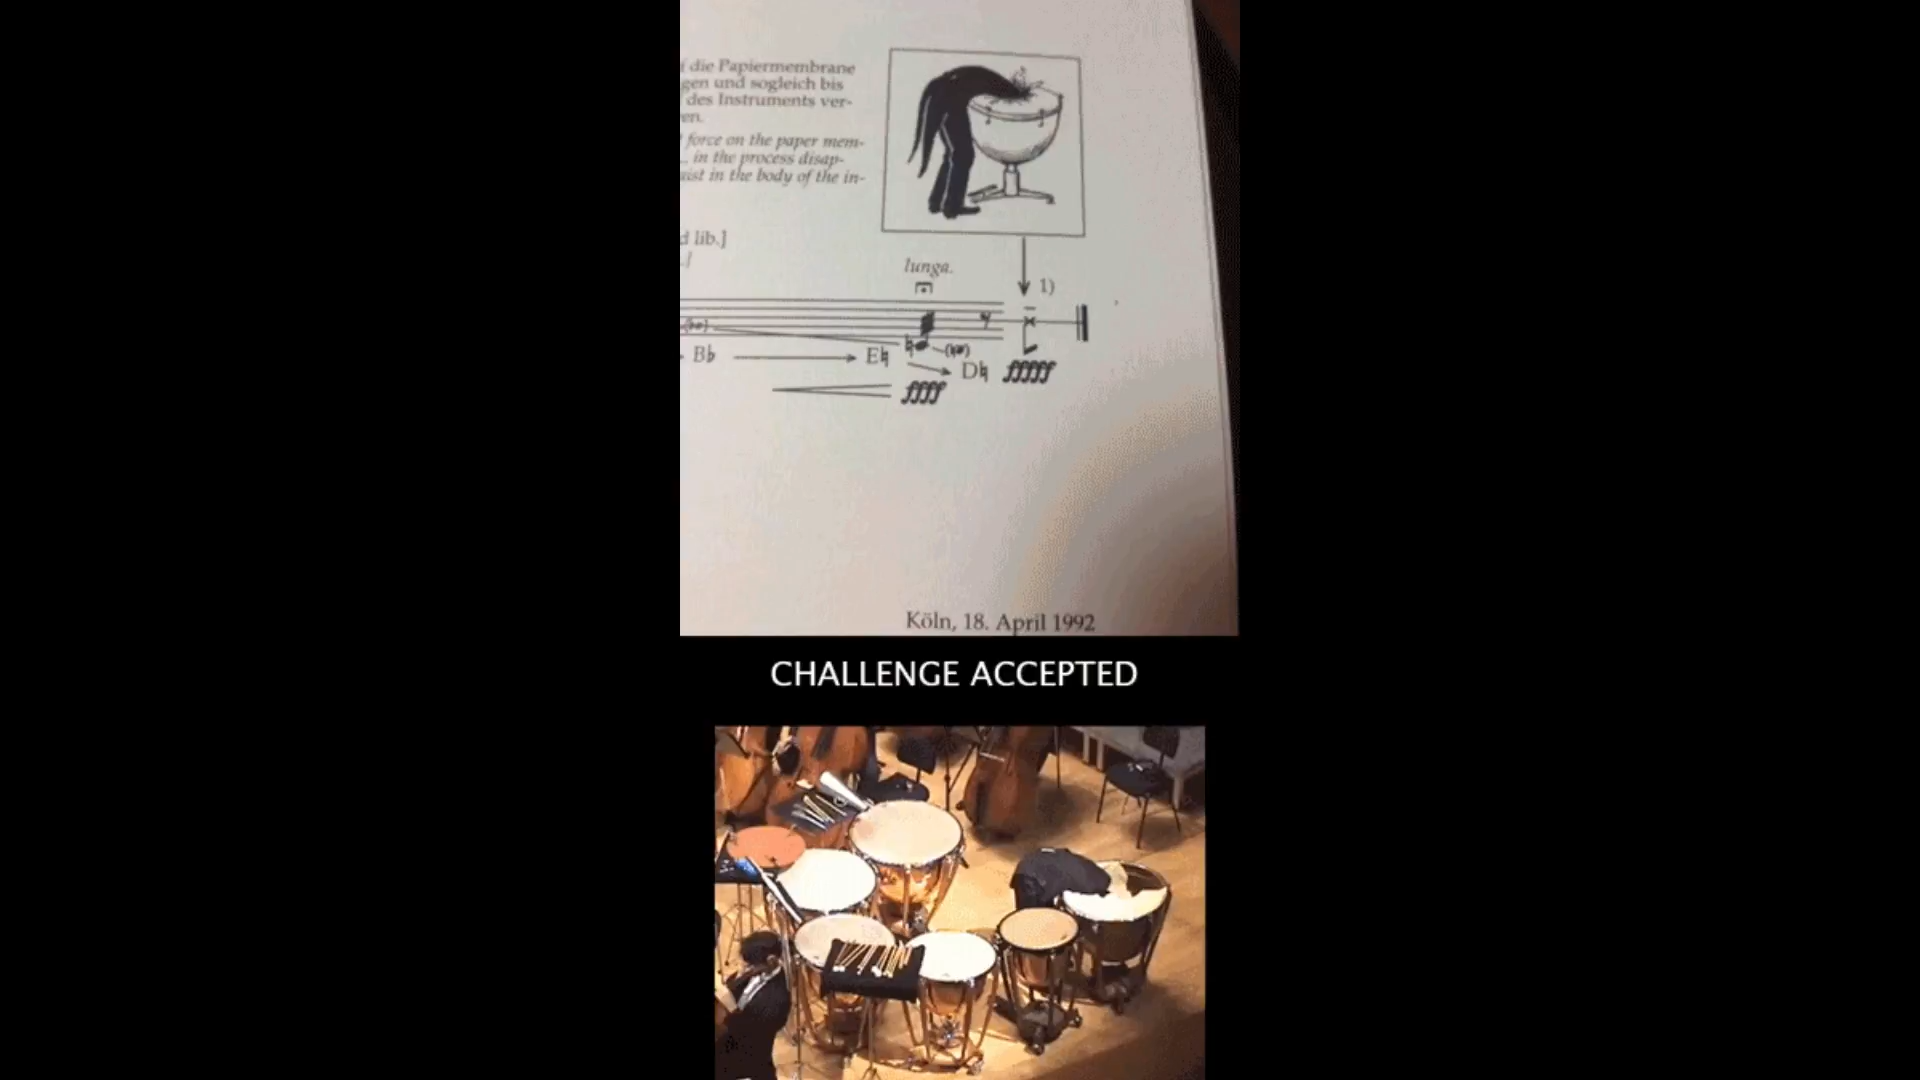 die Papiermembrane
gen und sogleich bis
des Instruments ver-
en.
force on the paper mem-
in the process disap-
aist in the body of the in-
d lib.]
lunga.
1)
B♭
E♮
D♮
fffff
ffff
Köln, 18. April 1992
CHALLENGE ACCEPTED